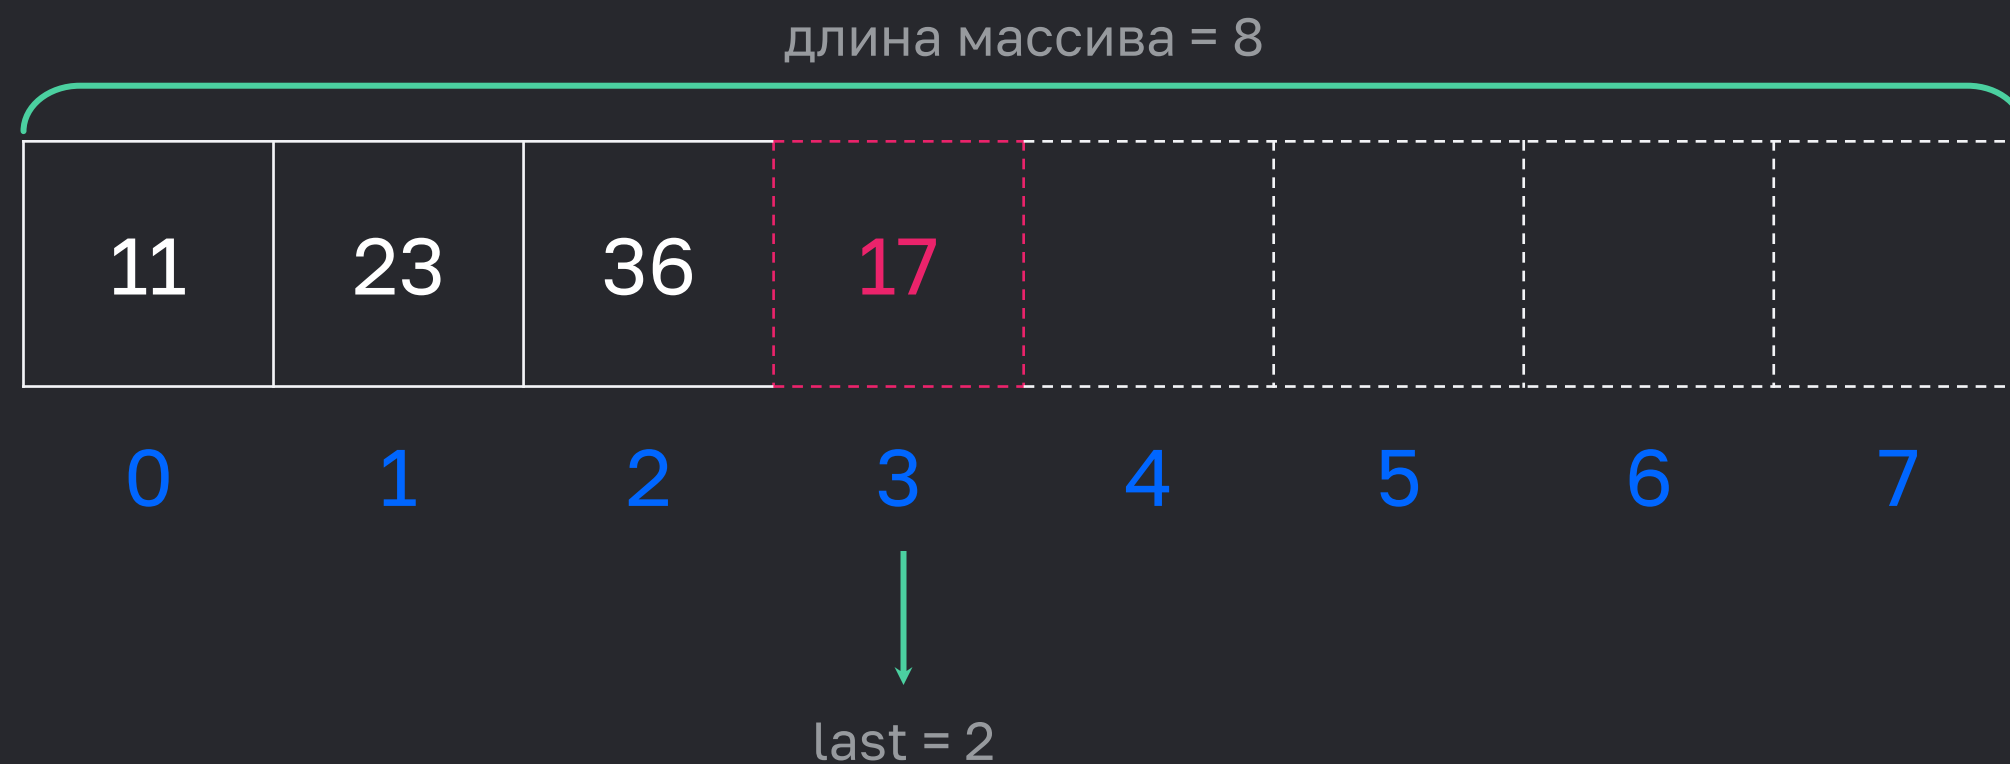 длина массива = 8
11 23 36 17
0 1 2 3 4 5 6 7
last = 2